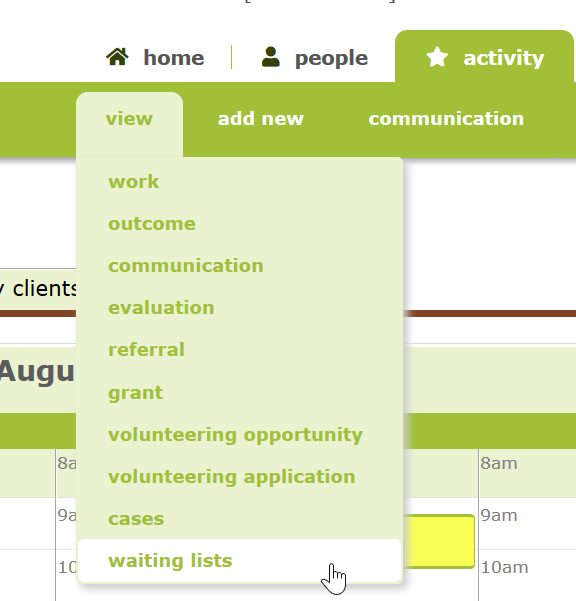 home
people
activity
view
add new
communication
work
outcome
communication
evaluation
referral
grant
volunteering opportunity
volunteering application
cases
waiting lists
clients
Augu
8a
8am
9a
9am
10
10am